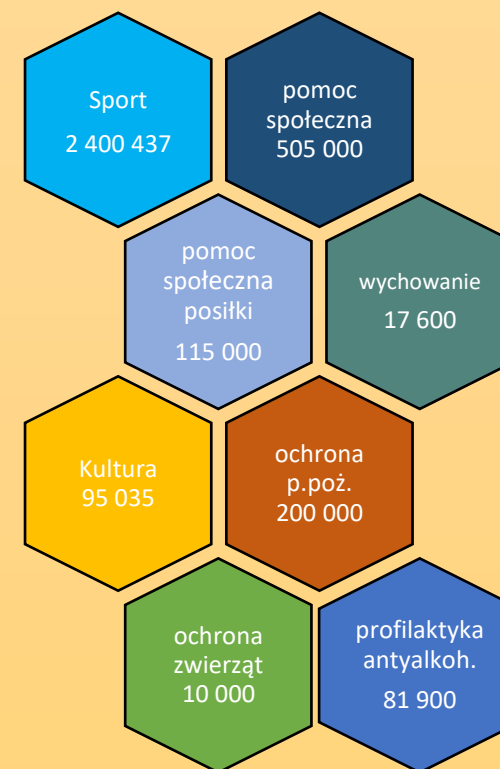 Sport
2 400 437
pomoc
społeczna
505 000
pomoc
społeczna
posiłki
115 000
wychowanie
17 600
Kultura
95 035
ochrona
p.poż.
200 000
ochrona
zwierząt
10 000
profilaktyka
antyalkoh.
81 900